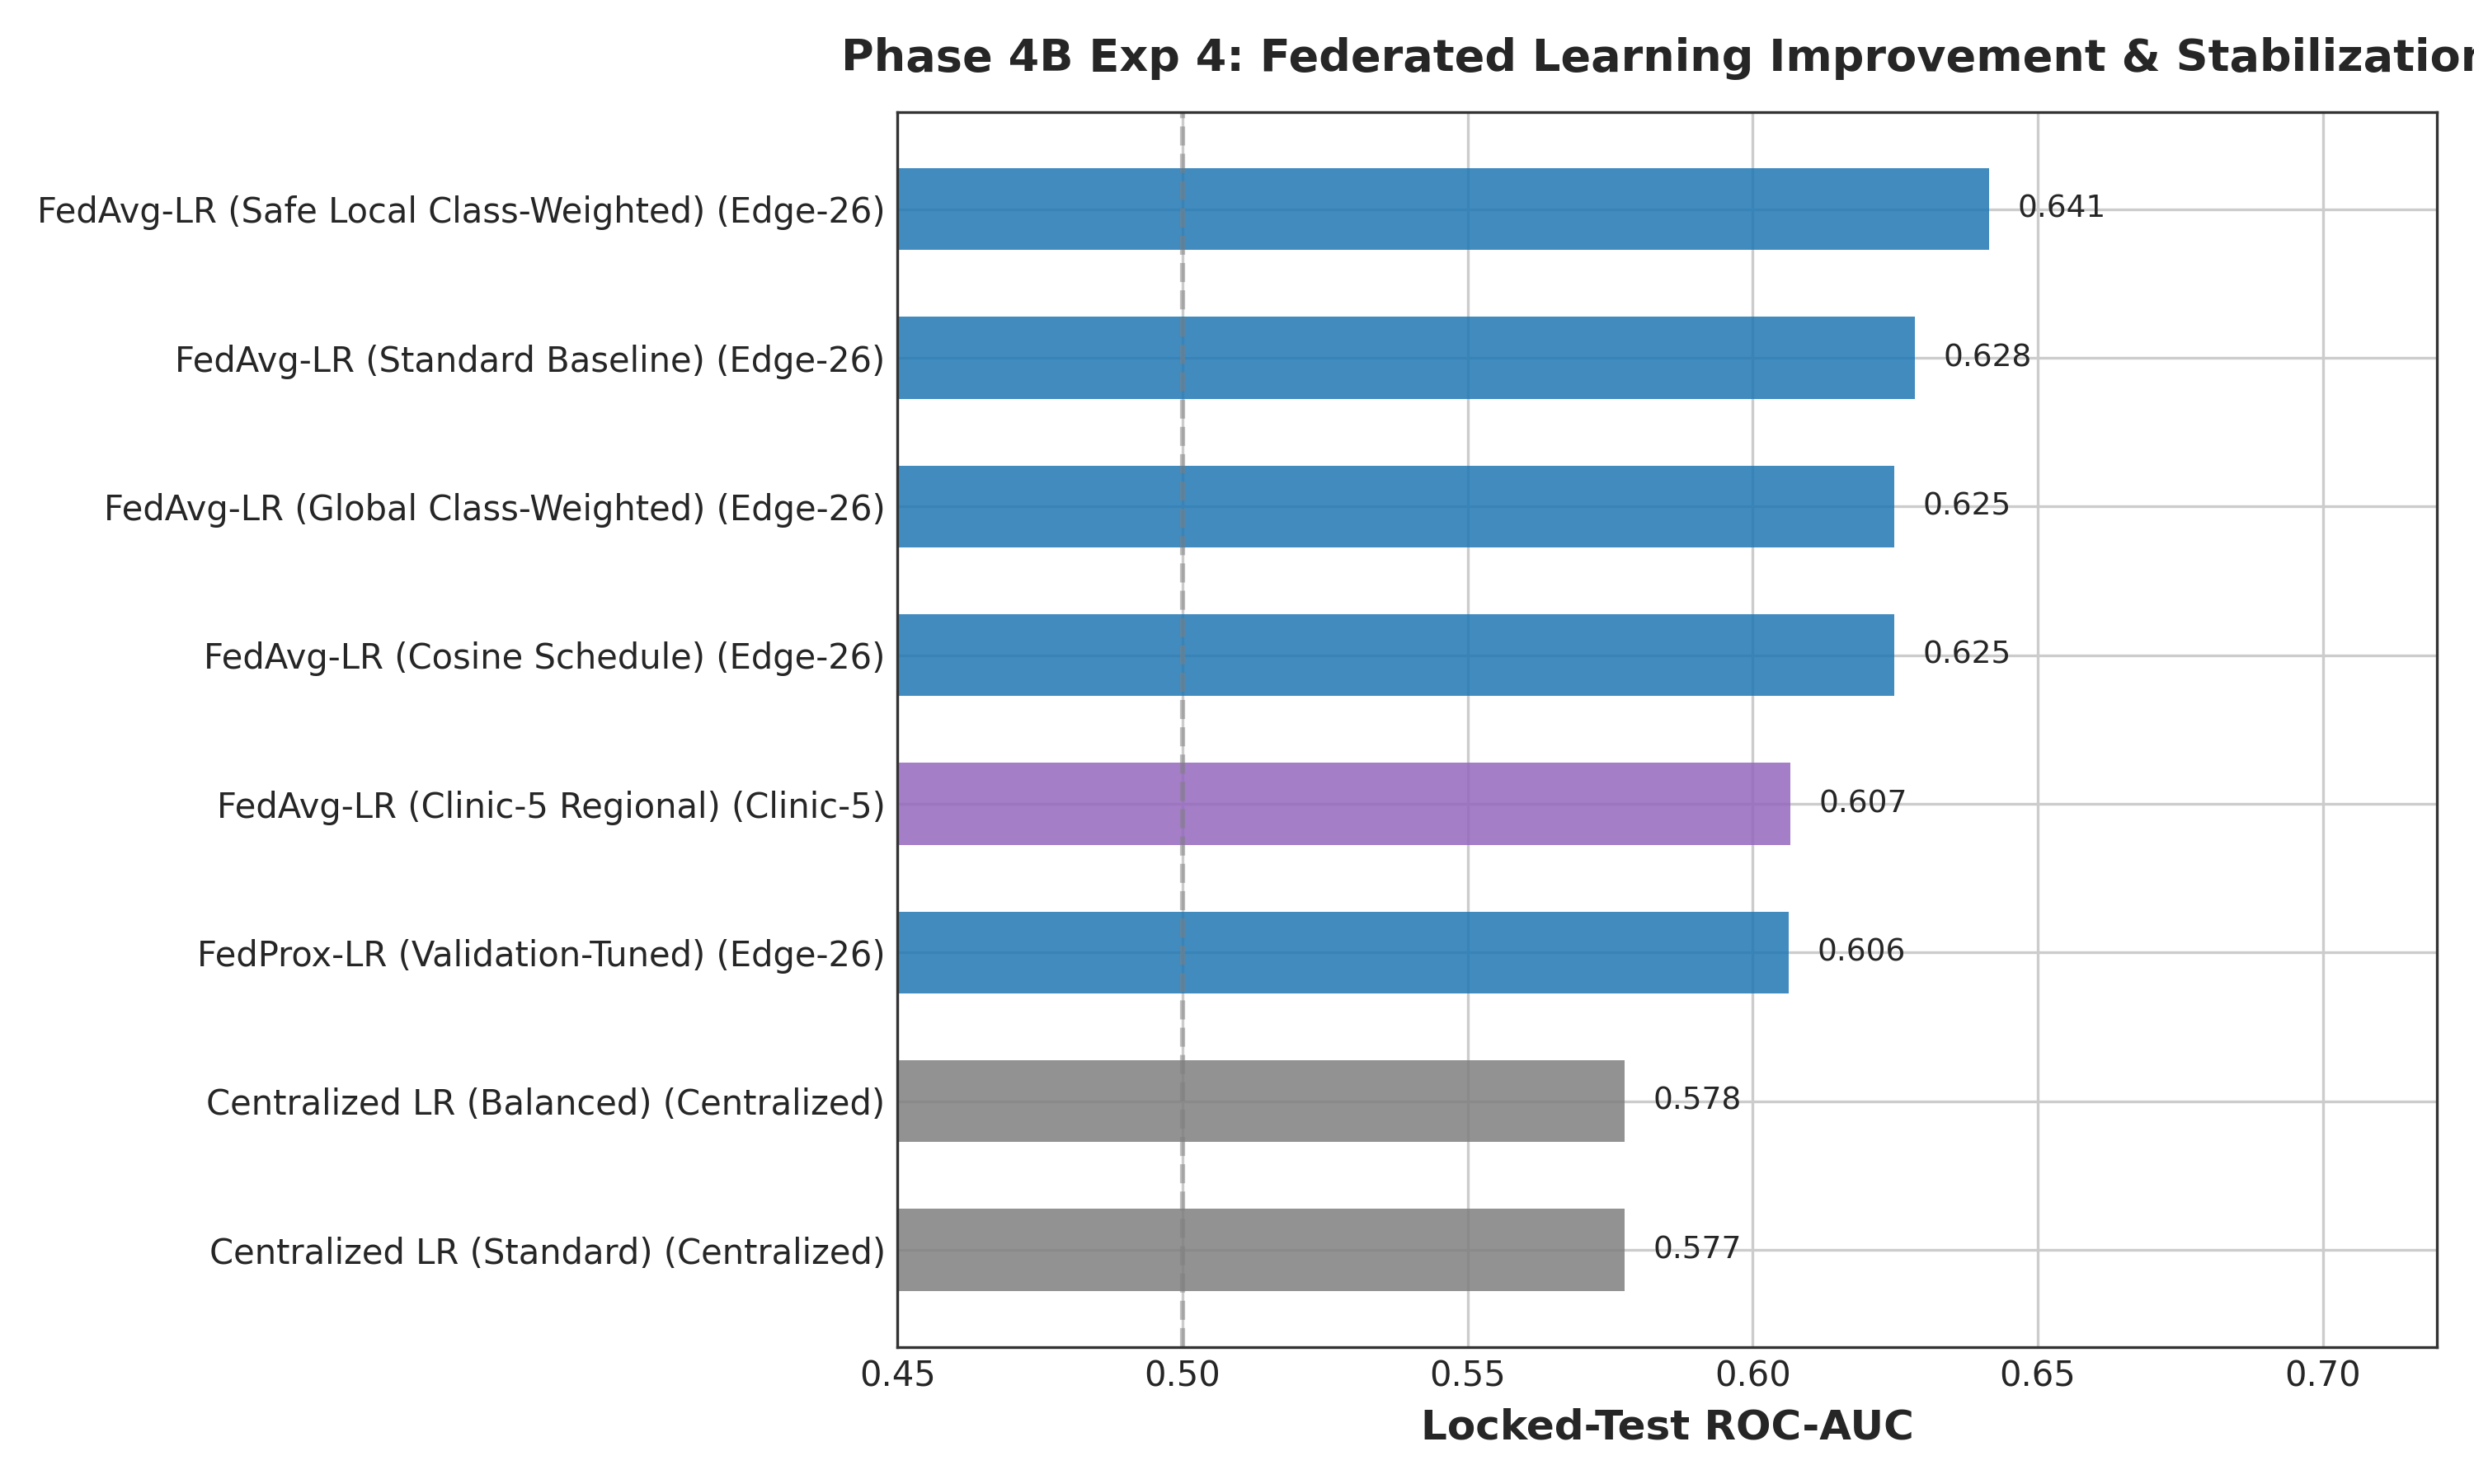 Phase 4B Exp 4: Federated Learning Improvement & Stabilization
FedAvg-LR (Safe Local Class-Weighted) (Edge-26)
0.641
FedAvg-LR (Standard Baseline) (Edge-26)
0.628
FedAvg-LR (Global Class-Weighted) (Edge-26)
0.625
FedAvg-LR (Cosine Schedule) (Edge-26)
0.625
FedAvg-LR (Clinic-5 Regional) (Clinic-5)
0.607
FedProx-LR (Validation-Tuned) (Edge-26)
0.606
Centralized LR (Balanced) (Centralized)
0.578
Centralized LR (Standard) (Centralized)
0.577
0.45 0.50 0.55 0.60 0.65 0.70
Locked-Test ROC-AUC